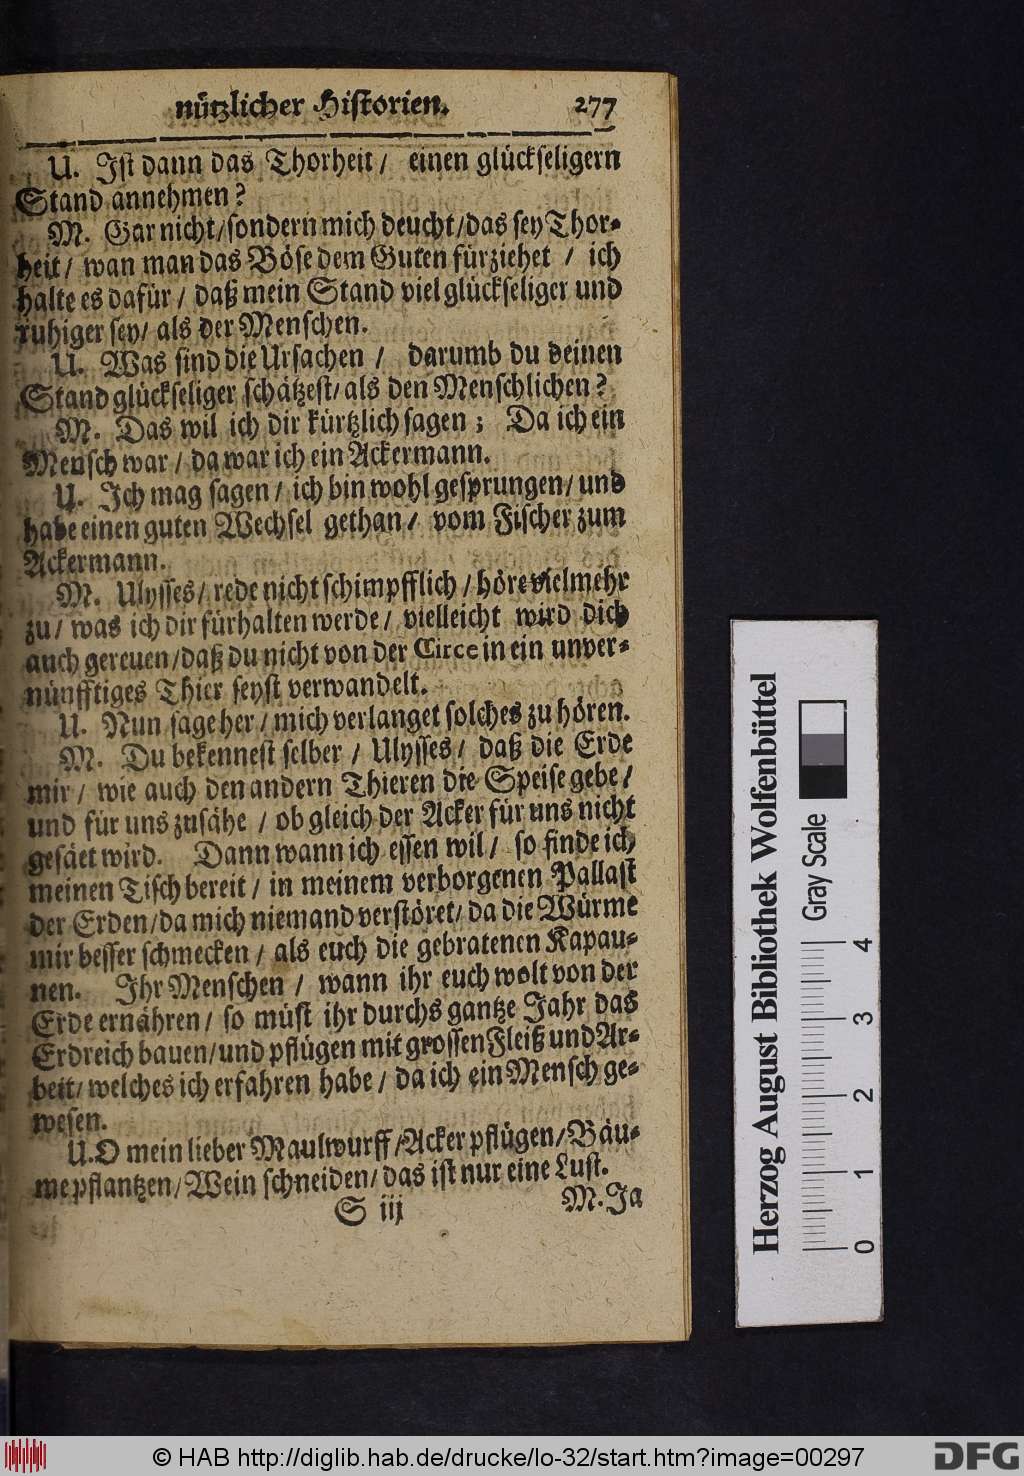 nützlicher Historien. 277
U. Ist dann das Thorheit / einen glückseligern
Stand annehmen?
M. Gar nicht/sondern mich deucht/das sey Thor-
heit / wan man das Böse dem Guten fürziehet / ich
halte es dafür / daß mein Stand viel glückseliger und
ruhiger sey/ als der Menschen.
U. Was sind die Ursachen / darumb du deinen
Stand glückseliger schätzest/als den Menschlichen?
M. Das wil ich dir kürtzlich sagen; Da ich ein
Mensch war / da war ich ein Ackermann.
U. Ich mag sagen / ich bin wohl gesprungen/ und
habe einen guten Wechsel gethan / vom Fischer zum
Ackermann.
M. Ulysses / rede nicht schimpfflich / höre vielmehr
zu / was ich dir fürhalten werde / vielleicht wird dich
auch gereuen/daß du nicht von der Circe in ein unver-
nünfftiges Thier seyst verwandelt.
U. Nun sage her / mich verlanget solches zu hören.
M. Du bekennest selber / Ulysses / daß die Erde
mir / wie auch den andern Thieren die Speise gebe /
und für uns zusähe / ob gleich der Acker für uns nicht
gesäet wird. Dann wann ich essen wil / so finde ich
meinen Tisch bereit / in meinem verborgenen Pallast
der Erden/da mich niemand verstöret/ da die Würme
mir besser schmecken / als euch die gebratenen Kapau-
nen. Ihr Menschen / wann ihr euch wolt von der
Erde ernähren / so müst ihr durchs gantze Jahr das
Erdreich bauen/und pflügen mit grossen Fleiß und Ar-
beit/ welches ich erfahren habe / da ich ein Mensch ge-
wesen.
U. O mein lieber Maulwurff/Acker pflügen/Bäu-
me pflantzen/Wein schneiden/das ist nur eine Lust.
S iij M. Ja
Herzog August Bibliothek Wolfenbüttel
Gray Scale
0 1 2 3 4
© HAB http://diglib.hab.de/drucke/lo-32/start.htm?image=00297
DFG